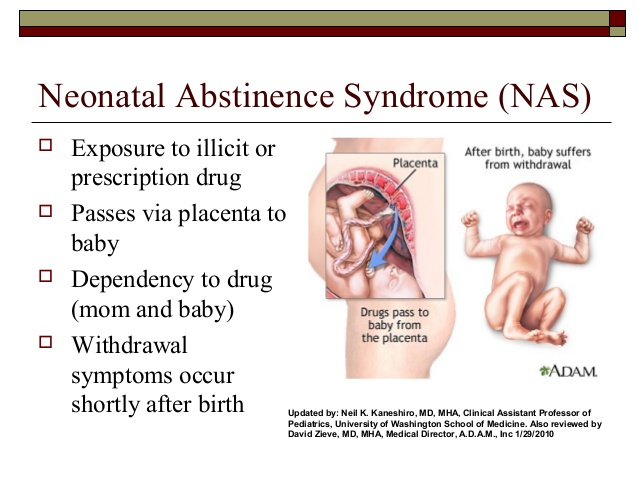 Neonatal Abstinence Syndrome (NAS)
Exposure to illicit or
prescription drug
Passes via placenta to
baby
Dependency to drug
(mom and baby)
Withdrawal
symptoms occur
shortly after birth
Placenta
Drugs pass to
baby from
the placenta
After birth, baby suffers
from withdrawal
ADAM.
Updated by: Neil K. Kaneshiro, MD, MHA, Clinical Assistant Professor of
Pediatrics, University of Washington School of Medicine. Also reviewed by
David Zieve, MD, MHA, Medical Director, A.D.A.M., Inc 1/29/2010